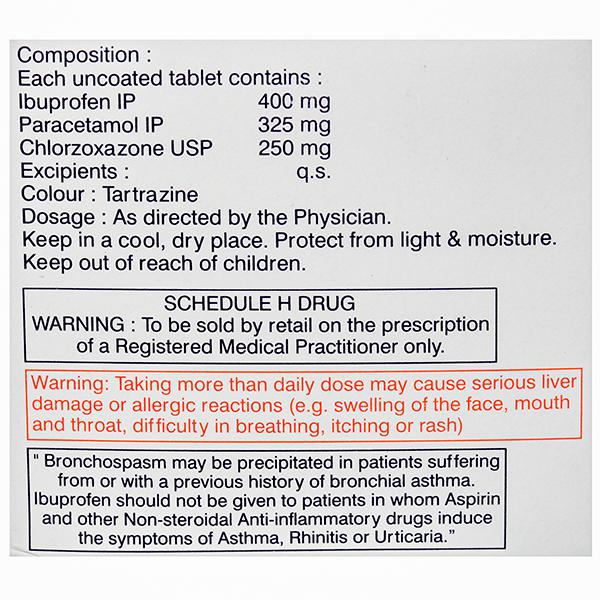 Composition :
Each uncoated tablet contains :
Ibuprofen IP 400 mg
Paracetamol IP 325 mg
Chlorzoxazone USP 250 mg
Excipients : q.s.
Colour : Tartrazine
Dosage : As directed by the Physician.
Keep in a cool, dry place. Protect from light & moisture.
Keep out of reach of children.
SCHEDULE H DRUG
WARNING : To be sold by retail on the prescription
of a Registered Medical Practitioner only.
Warning: Taking more than daily dose may cause serious liver
damage or allergic reactions (e.g. swelling of the face, mouth
and throat, difficulty in breathing, itching or rash)
" Bronchospasm may be precipitated in patients suffering
from or with a previous history of bronchial asthma.
Ibuprofen should not be given to patients in whom Aspirin
and other Non-steroidal Anti-inflammatory drugs induce
the symptoms of Asthma, Rhinitis or Urticaria.”